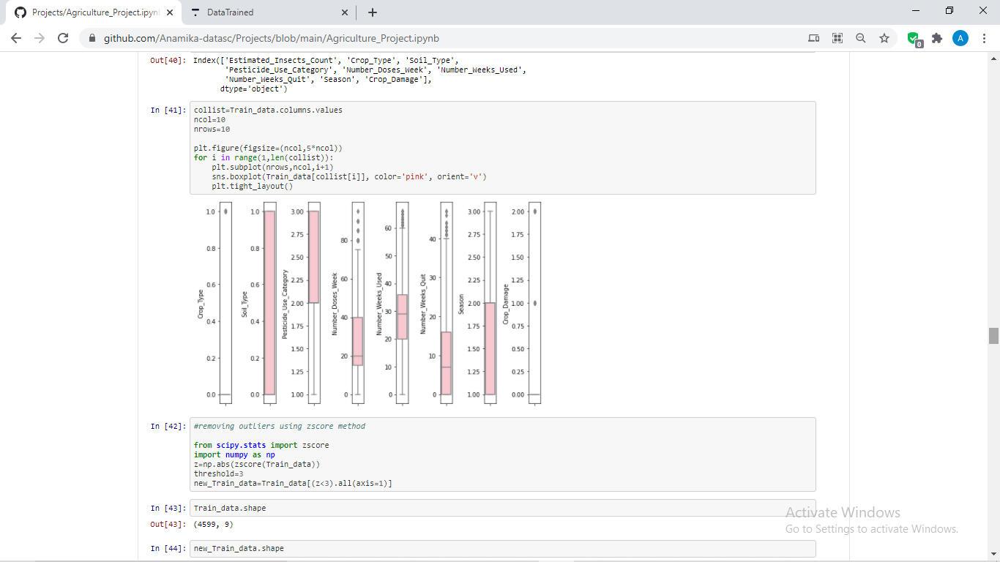 Projects/Agriculture_Project.ipyn
DataTrained
github.com/Anamika-datasc/Projects/blob/main/Agriculture_Project.ipynb
0
A
Out[40]: Index(['Estimated_Insects_Count', 'Crop_Type', 'Soil_Type',
'Pesticide_Use_Category', 'Number_Doses_Week', 'Number_Weeks_Used',
'Number_Weeks_Quit', 'Season', 'Crop_Damage'],
dtype='object')
In [41]: collist=Train_data.columns.values
ncol=10
nrows=10
plt.figure(figsize=(ncol,5*ncol))
for i in range(1,len(collist)):
plt.subplot(nrows,ncol,i+1)
sns.boxplot(Train_data[collist[i]], color='pink', orient='v')
plt.tight_layout()
Crop_Type
1.0
0.8
0.6
0.4
0.2
0.0
Soil_Type
1.0
0.8
0.6
0.4
0.2
0.0
Pesticide_Use_Category
3.00
2.75
2.50
2.25
2.00
1.75
1.50
1.25
1.00
Number_Doses_Week
80
60
40
20
0
Number_Weeks_Used
60
50
40
30
20
10
0
Number_Weeks_Quit
40
30
20
10
0
Season
3.00
2.75
2.50
2.25
2.00
1.75
1.50
1.25
1.00
Crop_Damage
2.00
1.75
1.50
1.25
1.00
0.75
0.50
0.25
0.00
In [42]: #removing outliers using zscore method
from scipy.stats import zscore
import numpy as np
z=np.abs(zscore(Train_data))
threshold=3
new_Train_data=Train_data[(z<3).all(axis=1)]
In [43]: Train_data.shape
Out[43]: (4599, 9)
In [44]: new_Train_data.shape
Activate Windows
Go to Settings to activate Windows.